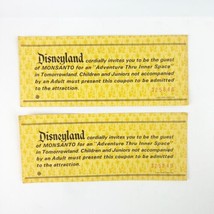 Disneyland cordially invites you to be the guest
of MONSANTO for an "Adventure Thru Inner Space"
in Tomorrowland. Children and Juniors not accompanied
by an Adult must present this coupon to be admitted
to the attraction.
Disneyland cordially invites you to be the guest
of MONSANTO for an "Adventure Thru Inner Space"
in Tomorrowland. Children and Juniors not accompanied
by an Adult must present this coupon to be admitted
to the attraction.